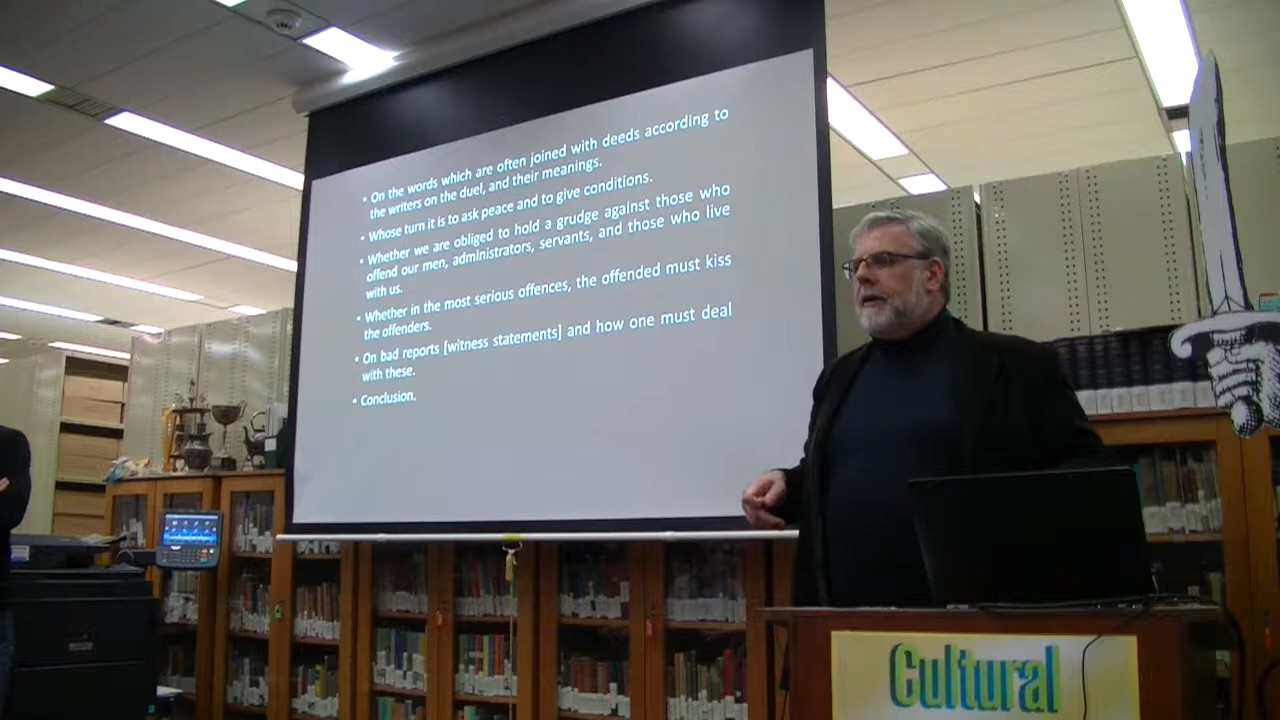 • On the words which are often joined with deeds according to
the writers on the duel, and their meanings.
• Whose turn it is to ask peace and to give conditions.
• Whether we are obliged to hold a grudge against those who
offend our men, administrators, servants, and those who live
with us.
• Whether in the most serious offences, the offended must kiss
the offenders.
• On bad reports [witness statements] and how one must deal
with these.
• Conclusion.
Cultural